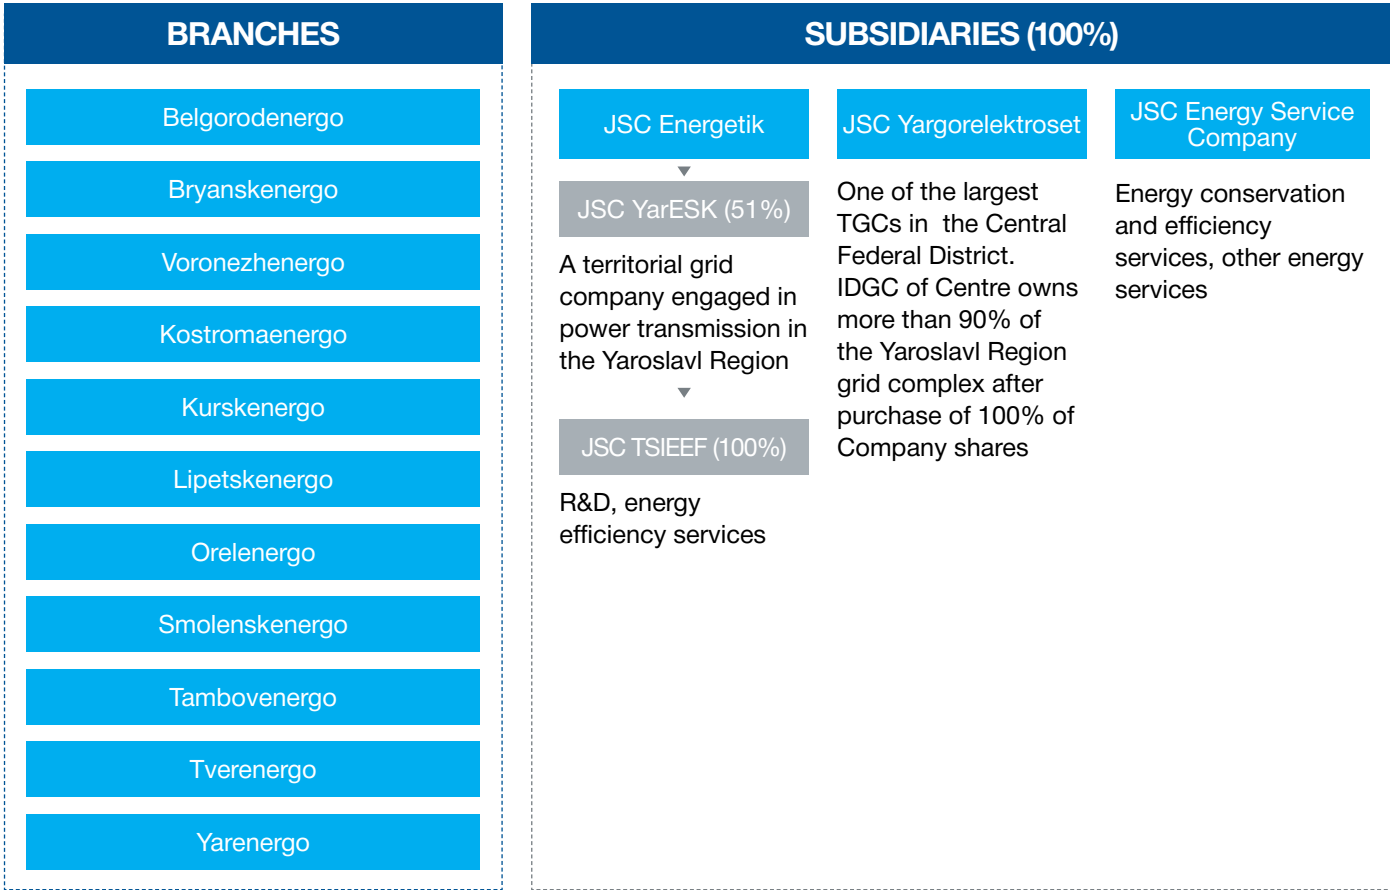 BRANCHES
Belgorodenergo
Bryanskenergo
Voronezhenergo
Kostromaenergo
Kurskenergo
Lipetskenergo
Orelenergo
Smolenskenergo
Tambovenergo
Tverenergo
Yarenergo
SUBSIDIARIES (100%)
JSC Energetik
JSC YarESK (51%)
A territorial grid
company engaged in
power transmission in
the Yaroslavl Region
JSC TSIEEF (100%)
R&D, energy
efficiency services
JSC Yargorelektroset
One of the largest
TGCs in  the Central
Federal District.
IDGC of Centre owns
more than 90% of
the Yaroslavl Region
grid complex after
purchase of 100% of
Company shares
JSC Energy Service
Company
Energy conservation
and efficiency
services, other energy
services